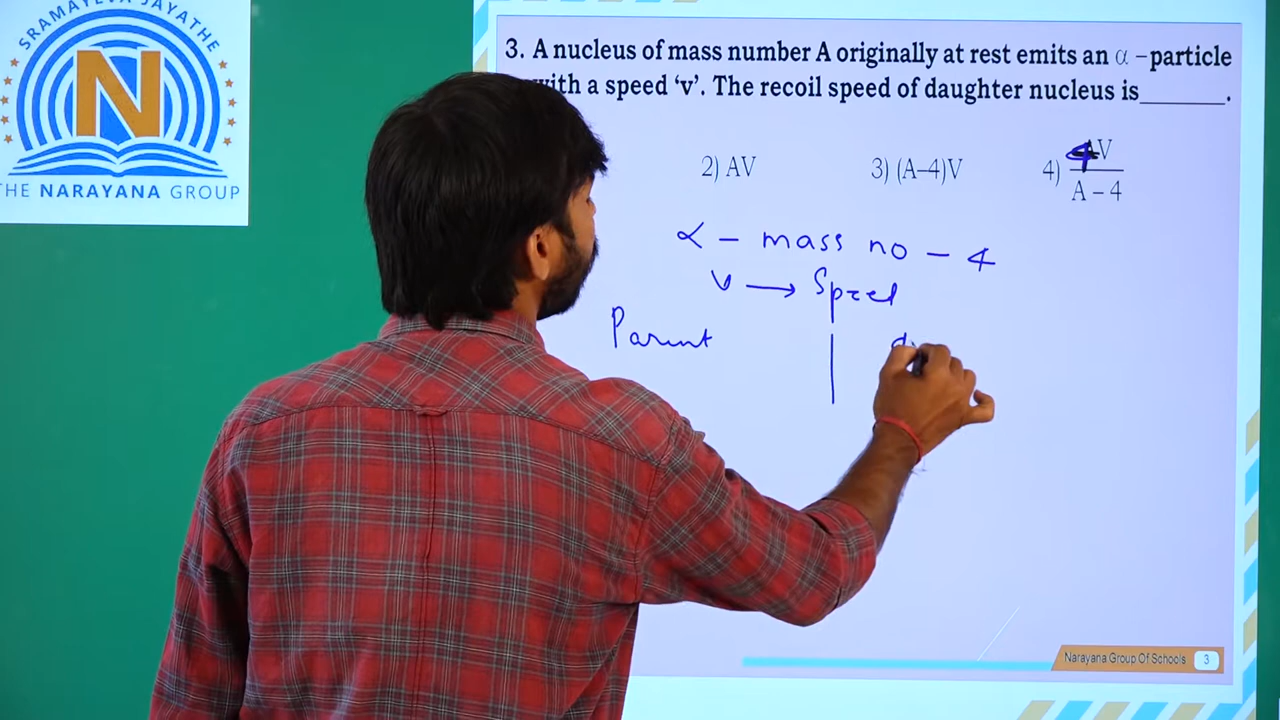 SRAMAYEVA JAYATHE
N
THE NARAYANA GROUP
3. A nucleus of mass number A originally at rest emits an α -particle
with a speed 'v'. The recoil speed of daughter nucleus is_______.
2) AV
3) (A–4)V
4) 4V
A – 4
α – mass no – 4
v → Speed
Parent
Narayana Group Of Schools 3